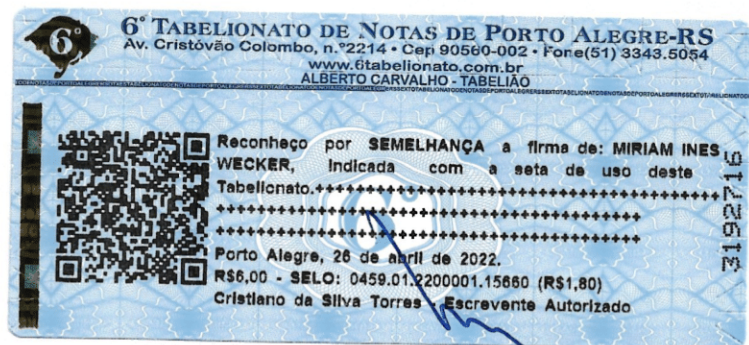 6º
6º TABELIONATO DE NOTAS DE PORTO ALEGRE-RS
Av. Cristóvão Colombo, n.º2214 • Cep 90560-002 • Fone(51) 3343.5054
www.6tabelionato.com.br
ALBERTO CARVALHO - TABELIÃO
Reconheço por SEMELHANÇA a firma de: MIRIAM INES
WECKER, indicada com a seta de uso deste
Tabelionato.++++++++++++++++++++++++++++++++++++++++++++
++++++++++++++++++++++++++++++++++++++++++++
++++++++++++++++++++++++++++++++++++++++++++
Porto Alegre, 26 de abril de 2022.
R$6,00 - SELO: 0459.01.2200001.15660 (R$1,80)
Cristiano da Silva Torres - Escrevente Autorizado
3192716